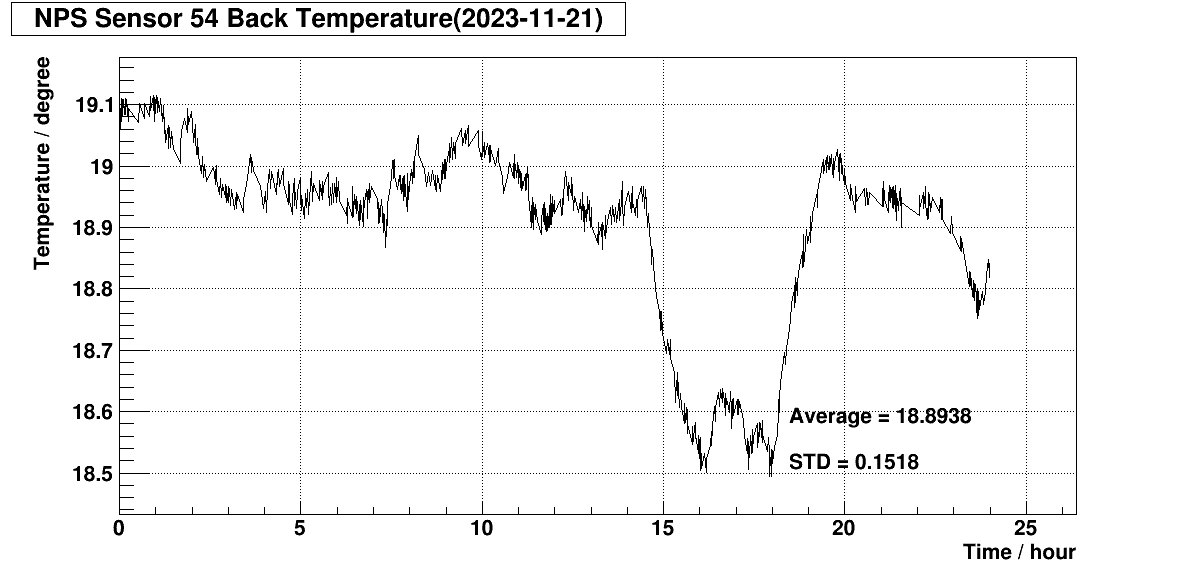 NPS Sensor 54 Back Temperature(2023-11-21)
Temperature / degree
19.1
19
18.9
18.8
18.7
18.6
18.5
Average = 18.8938
STD = 0.1518
0 5 10 15 20 25
Time / hour